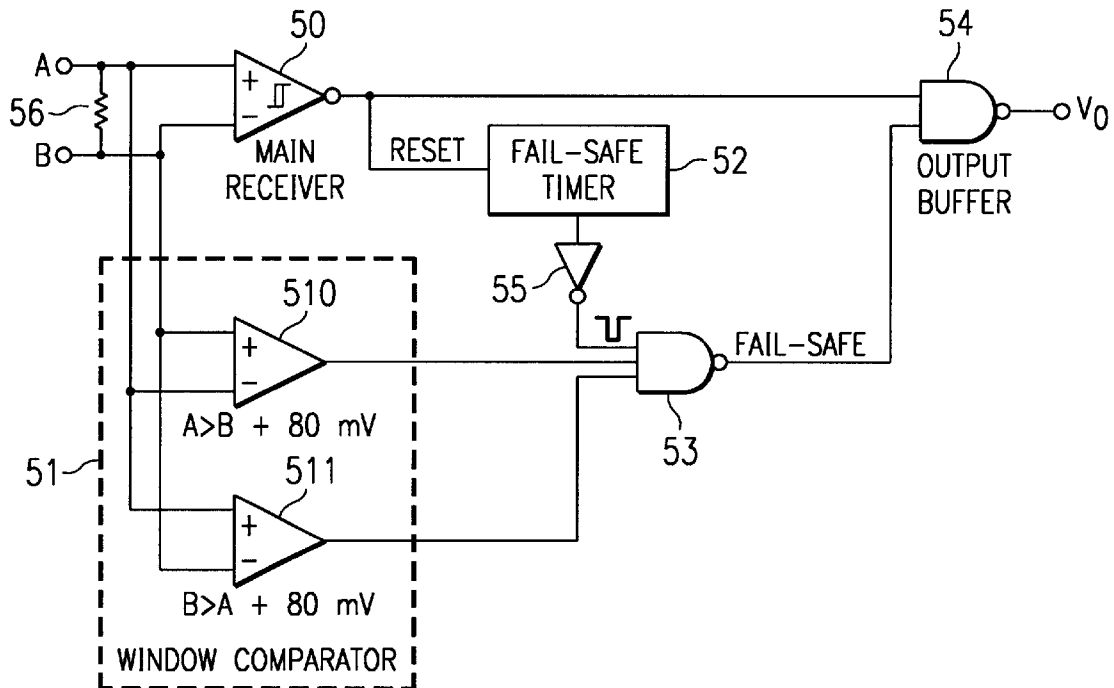 50
54
A
+
56
−
V0
B
MAIN
RECEIVER
RESET
FAIL-SAFE
TIMER
52
OUTPUT
BUFFER
55
510
+
−
FAIL-SAFE
A>B + 80 mV
53
51
511
+
−
B>A + 80 mV
WINDOW COMPARATOR